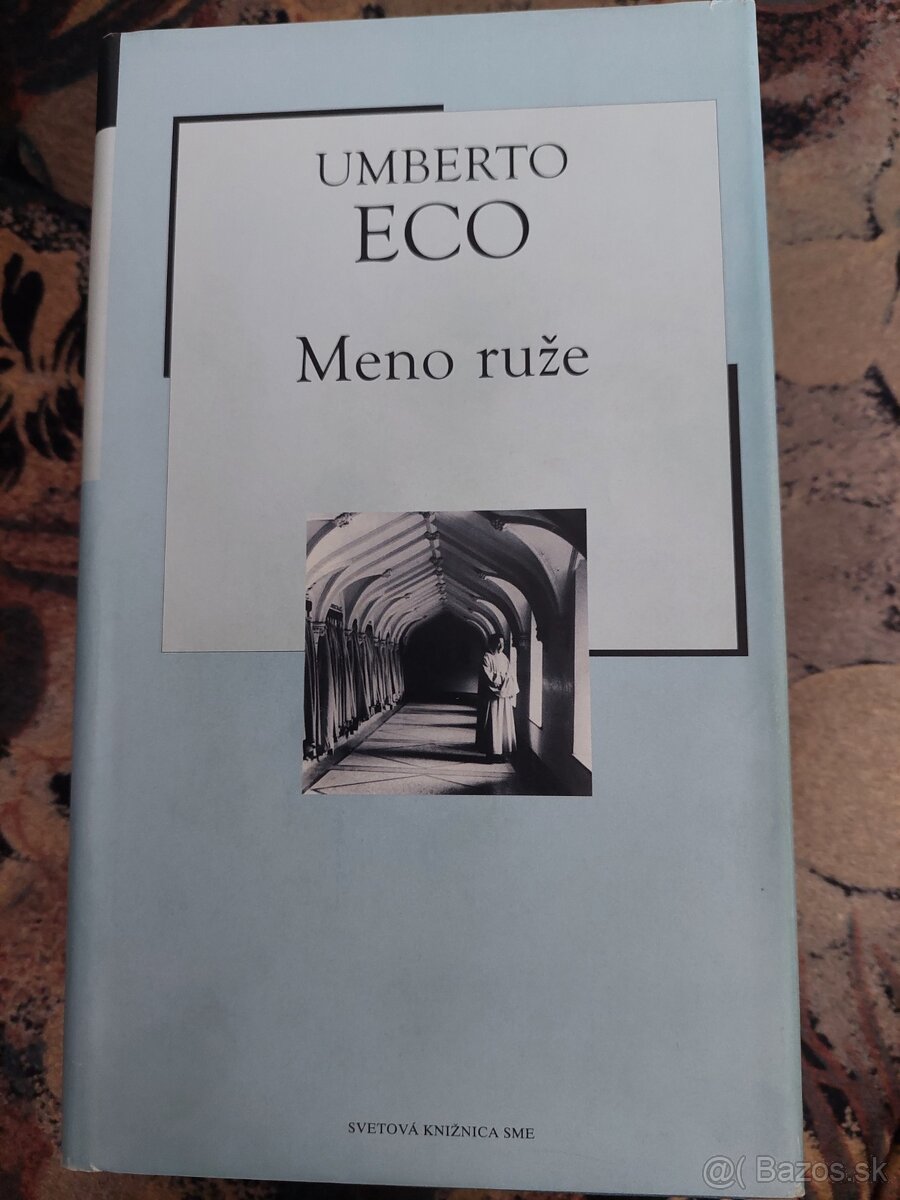 UMBERTO
ECO
Meno ruže
SVETOVÁ KNIŽNICA SME
@( Bazos.sk